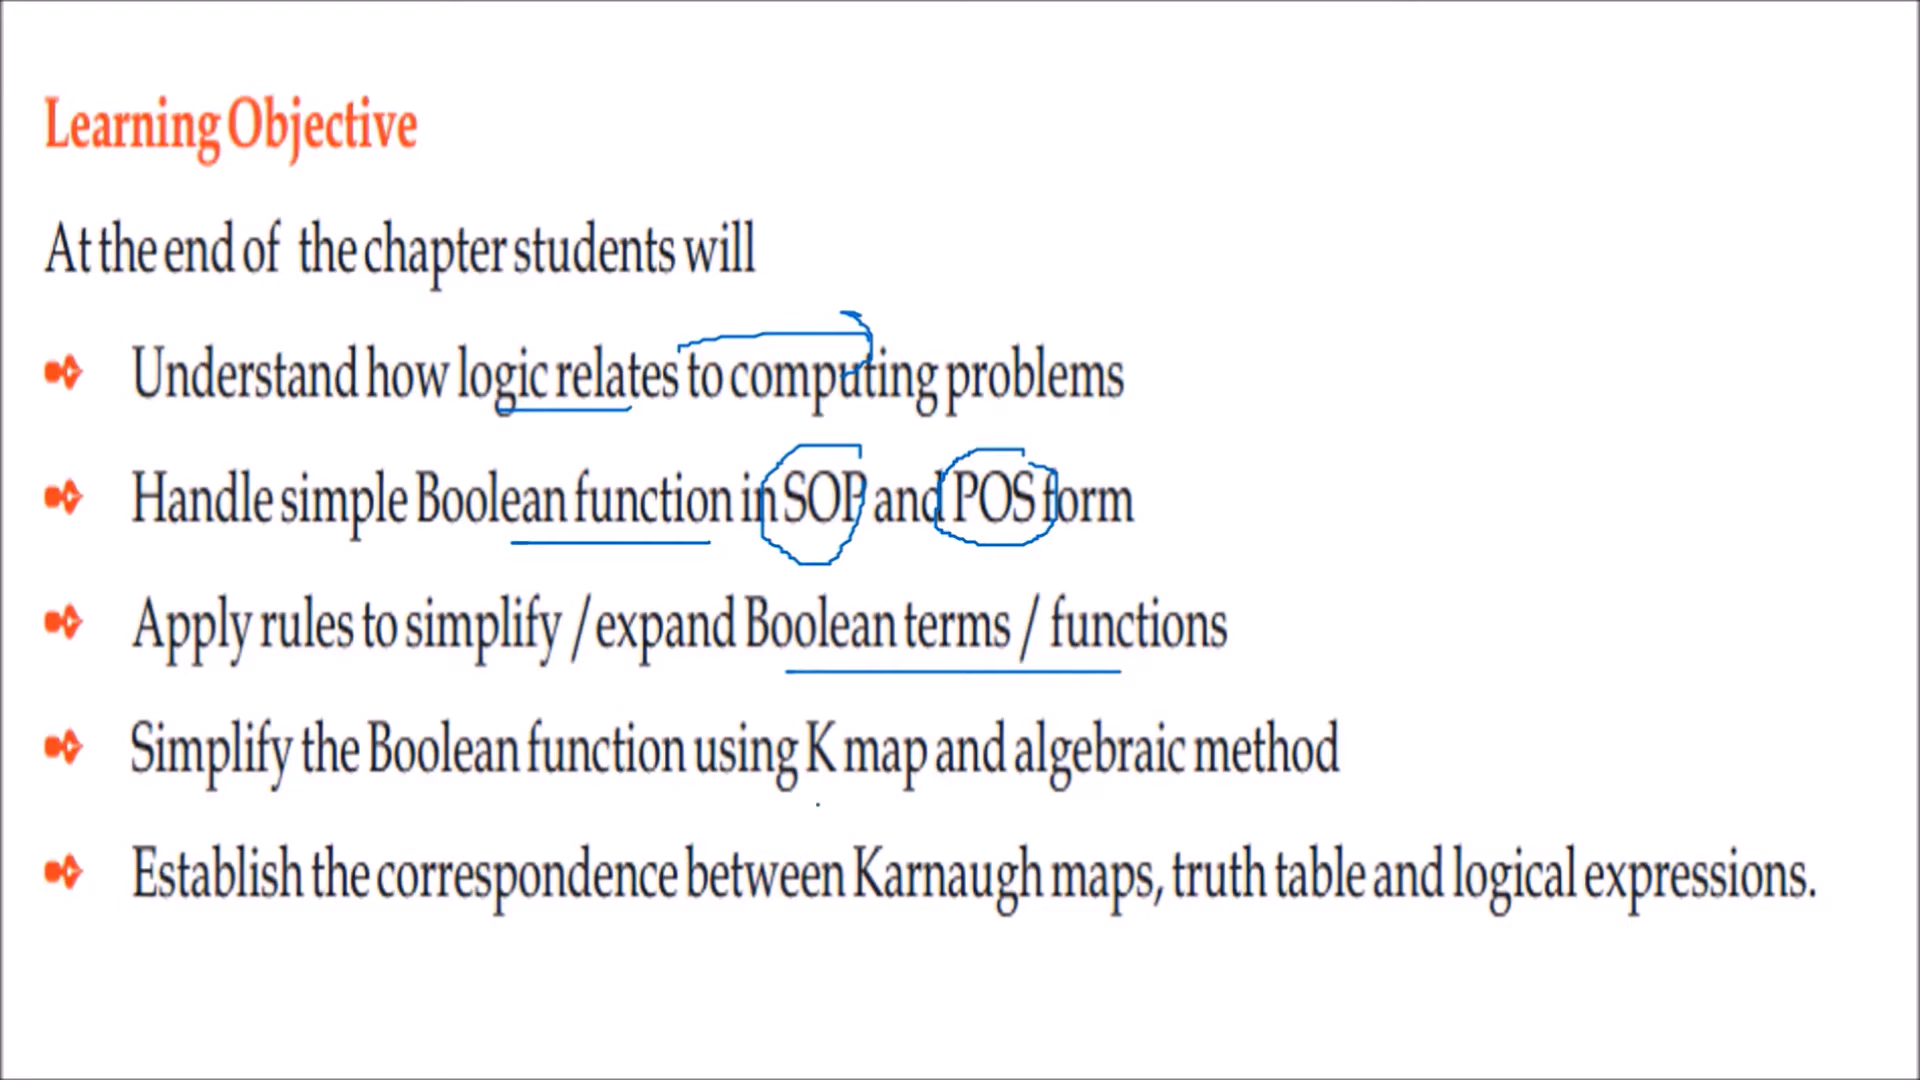 Learning Objective
At the end of the chapter students will
Understand how logic relates to computing problems
Handle simple Boolean function in SOP and POS form
Apply rules to simplify / expand Boolean terms / functions
Simplify the Boolean function using K map and algebraic method
Establish the correspondence between Karnaugh maps, truth table and logical expressions.